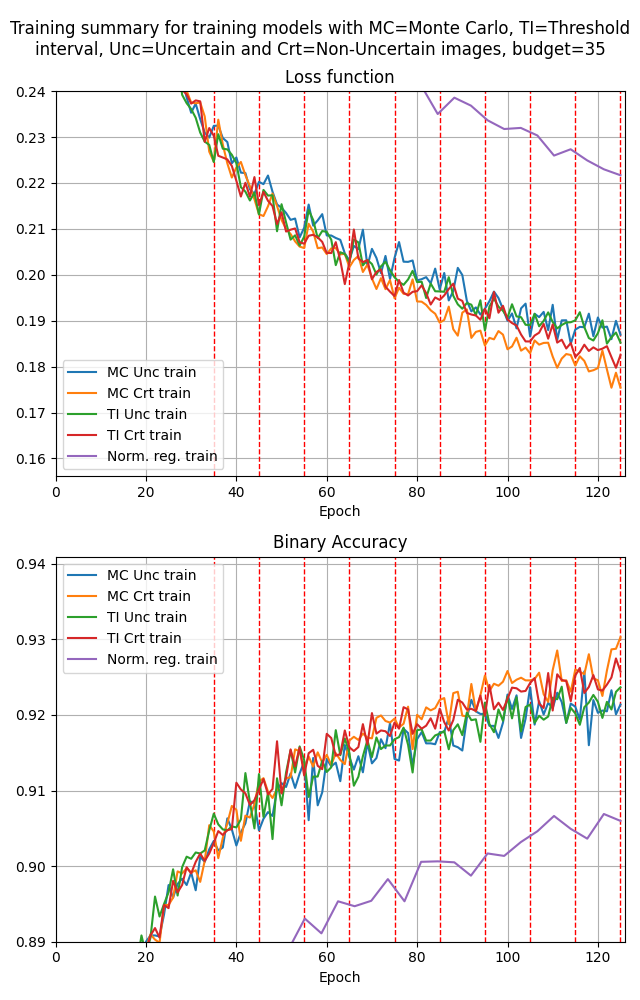 Training summary for training models with MC=Monte Carlo, TI=Threshold
interval, Unc=Uncertain and Crt=Non-Uncertain images, budget=35
Loss function
0.24
0.23
0.22
0.21
0.20
0.19
0.18
0.17
0.16
MC Unc train
MC Crt train
TI Unc train
TI Crt train
Norm. reg. train
0 20 40 60 80 100 120
Epoch
Binary Accuracy
0.94
0.93
0.92
0.91
0.90
0.89
MC Unc train
MC Crt train
TI Unc train
TI Crt train
Norm. reg. train
0 20 40 60 80 100 120
Epoch